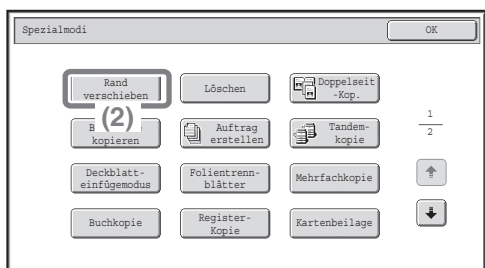 Spezialmodi
OK
Rand
verschieben
Löschen
Doppelseit
-Kop.
(2)
kopieren
Auftrag
erstellen
Tandem-
kopie
1
2
Deckblatt-
einfügemodus
Folientrenn-
blätter
Mehrfachkopie
Buchkopie
Register-
Kopie
Kartenbeilage